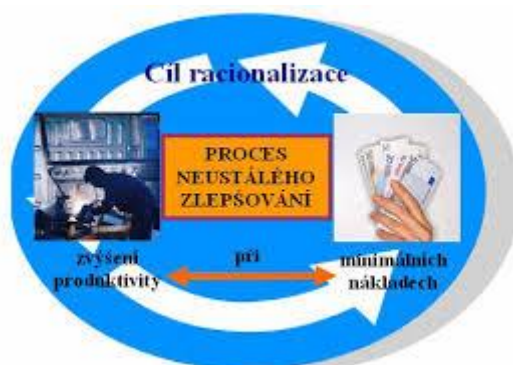 Cíl racionalizace
PROCES
NEUSTÁLÉHO
ZLEPŠOVÁNÍ
zvýšení
produktivity
při
minimálních
nákladech